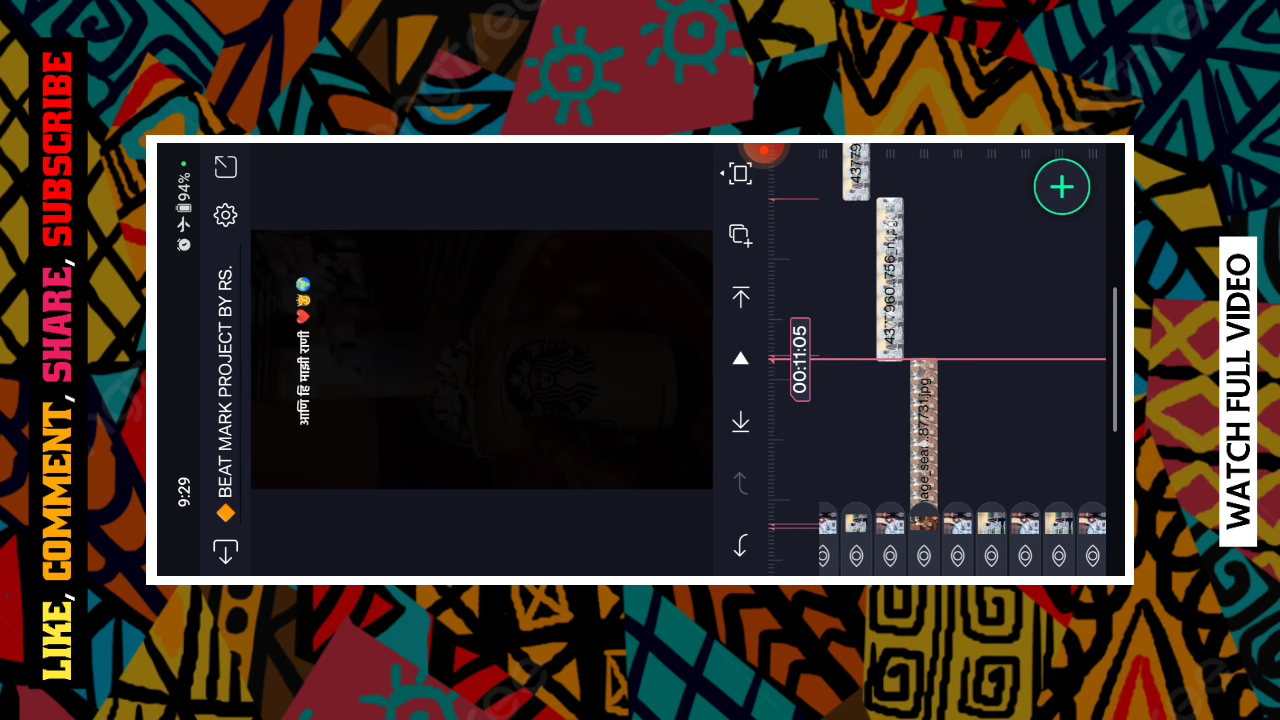 LIKE, COMMENT, SHARE, SUBSCRIBE
9:29
94%
🔶 BEAT MARK PROJECT BY RS.
आणि हि माझी राणी ❤️👸🌍
00:11:05
43779
WATCH FULL VIDEO